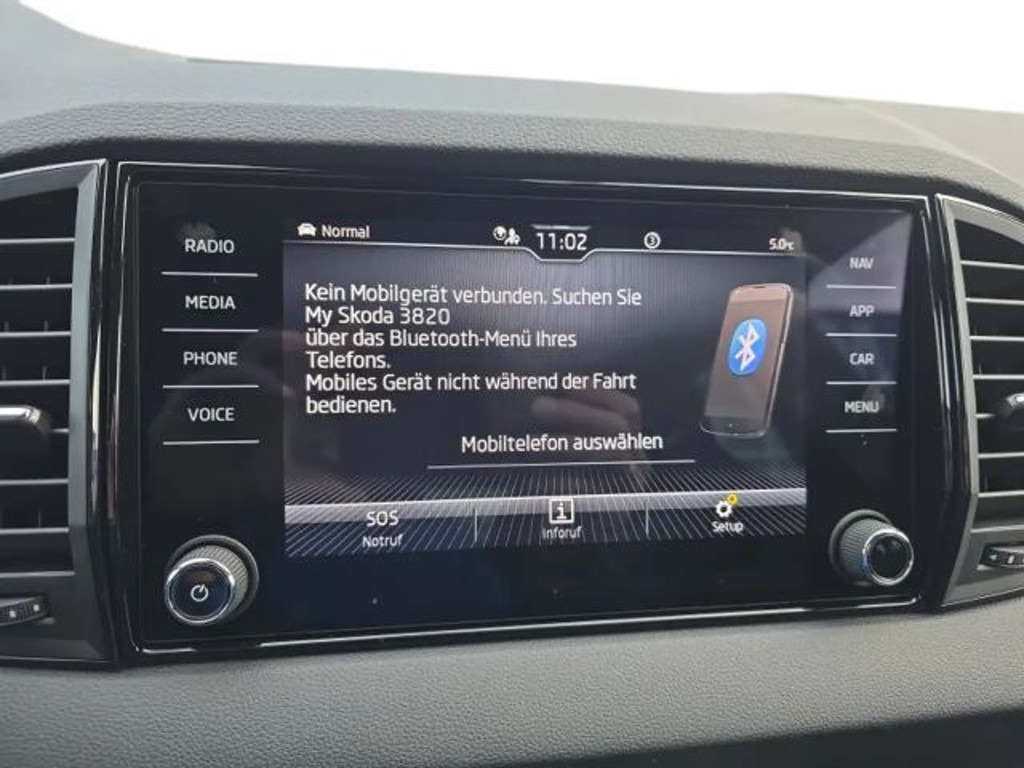 Normal
11:02
3
5.0°C
RADIO
MEDIA
PHONE
VOICE
Kein Mobilgerät verbunden. Suchen Sie
My Skoda 3820
über das Bluetooth-Menü Ihres
Telefons.
Mobiles Gerät nicht während der Fahrt
bedienen.
Mobiltelefon auswählen
SOS
Notruf
i
Inforuf
Setup
NAV
APP
CAR
MENU